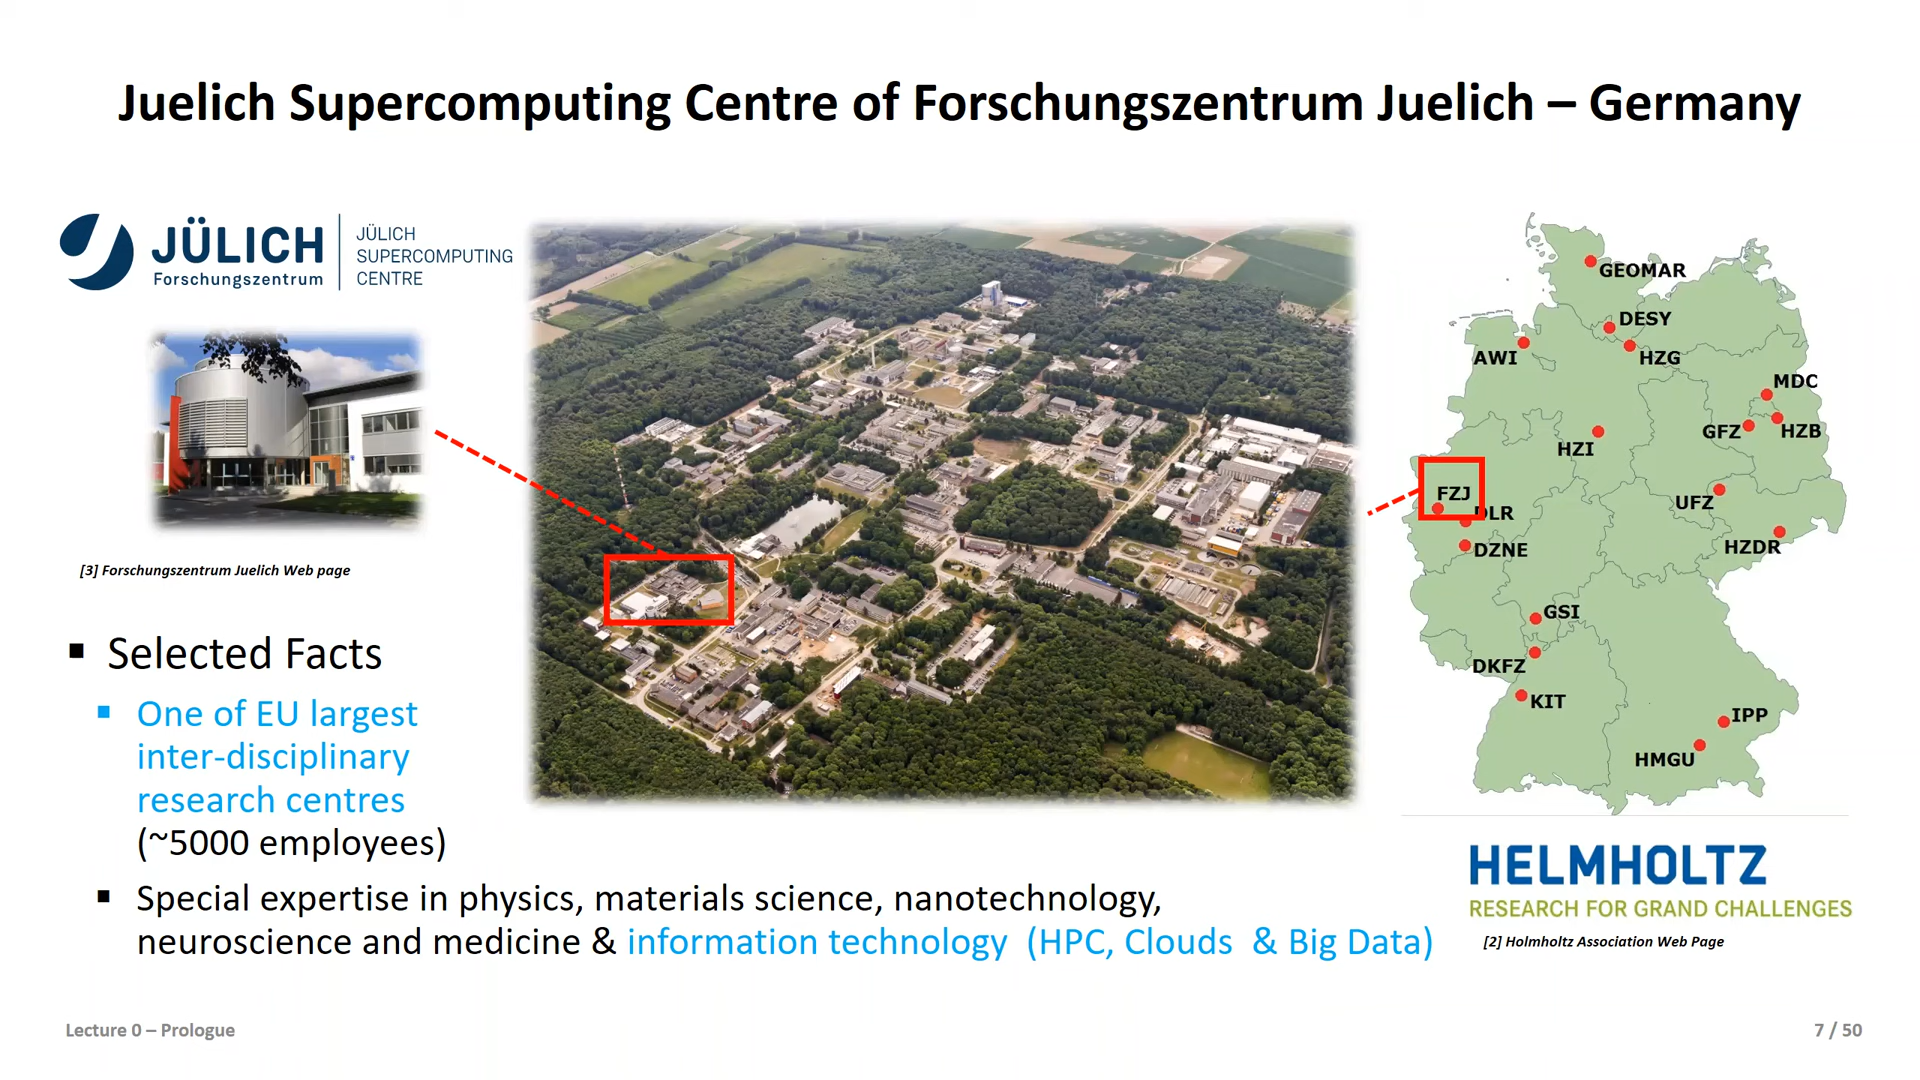 Juelich Supercomputing Centre of Forschungszentrum Juelich – Germany
JÜLICH
Forschungszentrum
JÜLICH
SUPERCOMPUTING
CENTRE
[3] Forschungszentrum Juelich Web page
▪ Selected Facts
▪ One of EU largest
inter-disciplinary
research centres
(~5000 employees)
▪ Special expertise in physics, materials science, nanotechnology,
neuroscience and medicine & information technology (HPC, Clouds & Big Data)
GEOMAR
DESY
AWI
HZG
MDC
GFZ
HZB
HZI
FZJ
UFZ
DLR
HZDR
DZNE
GSI
DKFZ
KIT
IPP
HMGU
HELMHOLTZ
RESEARCH FOR GRAND CHALLENGES
[2] Holmholtz Association Web Page
Lecture 0 – Prologue
7 / 50